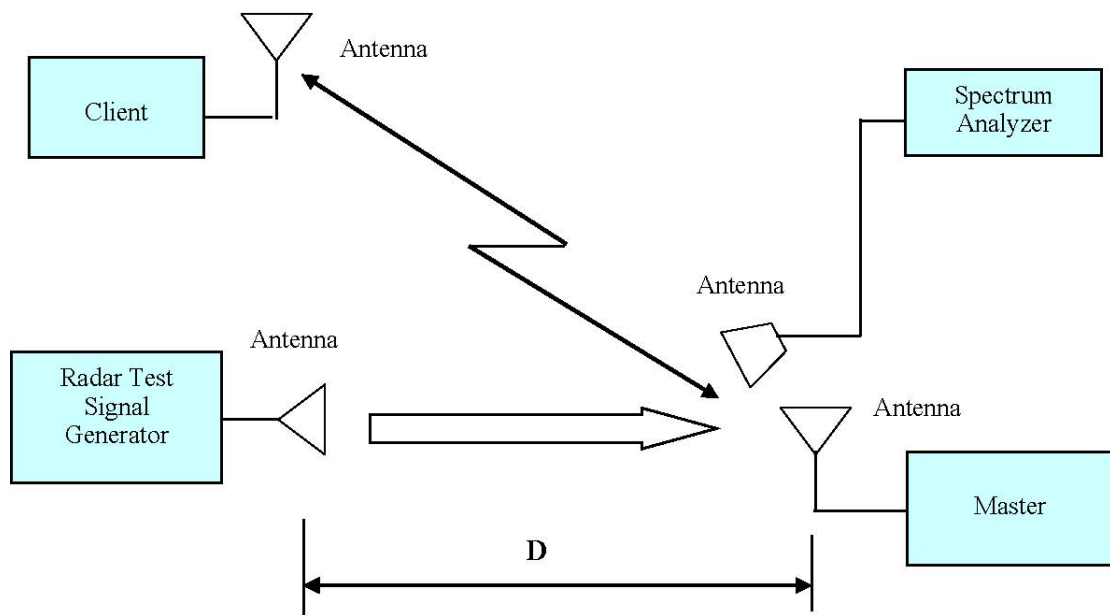 Antenna
Client
Spectrum
Analyzer
Antenna
Antenna
Radar Test
Signal
Generator
Antenna
Master
D